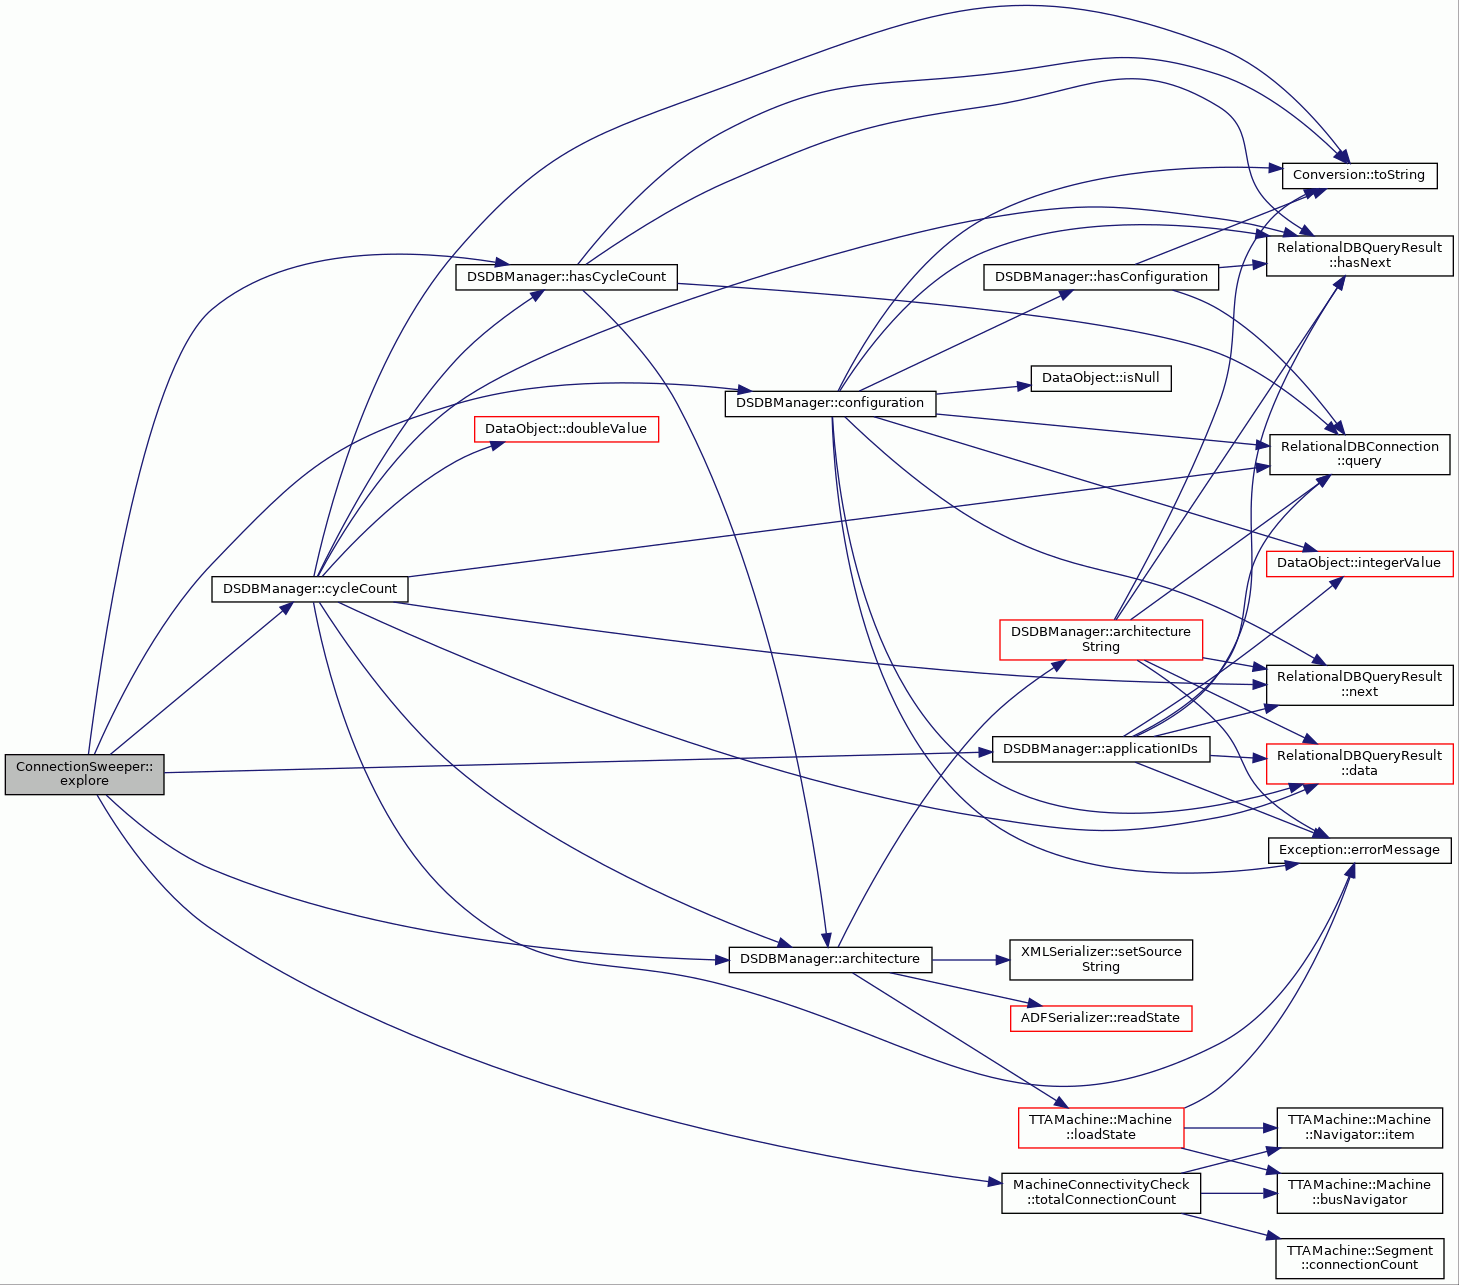 Conversion::toString
RelationalDBQueryResult
::hasNext
DSDBManager::hasCycleCount
DSDBManager::hasConfiguration
DataObject::isNull
DSDBManager::configuration
DataObject::doubleValue
RelationalDBConnection
::query
DataObject::integerValue
DSDBManager::cycleCount
DSDBManager::architecture
String
RelationalDBQueryResult
::next
DSDBManager::applicationIDs
RelationalDBQueryResult
::data
ConnectionSweeper::
explore
Exception::errorMessage
DSDBManager::architecture
XMLSerializer::setSource
String
ADFSerializer::readState
TTAMachine::Machine
::loadState
TTAMachine::Machine
::Navigator::item
MachineConnectivityCheck
::totalConnectionCount
TTAMachine::Machine
::busNavigator
TTAMachine::Segment
::connectionCount